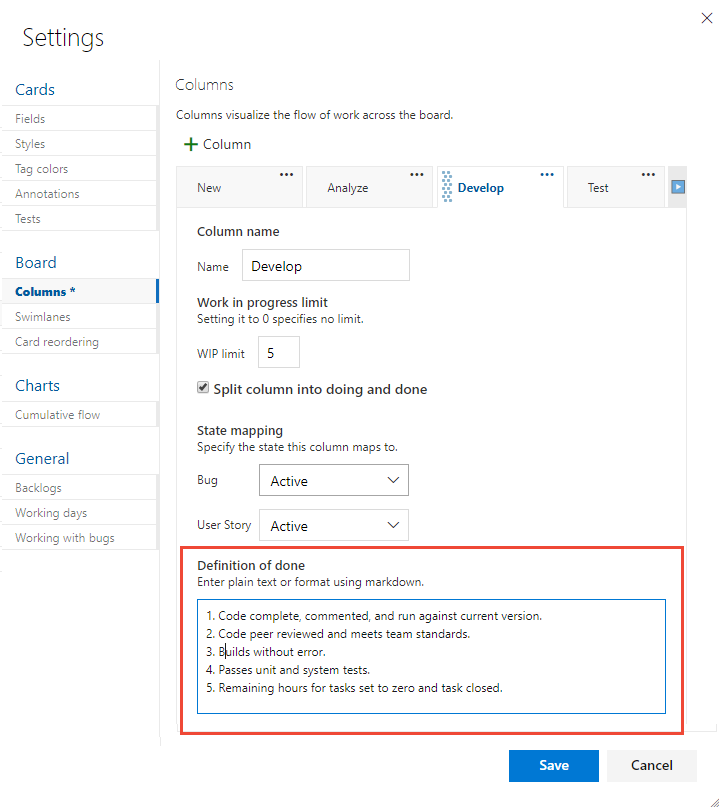 Settings
Cards
Fields
Styles
Tag colors
Annotations
Tests
Board
Columns *
Swimlanes
Card reordering
Charts
Cumulative flow
General
Backlogs
Working days
Working with bugs
Columns
Columns visualize the flow of work across the board.
+ Column
New
Analyze
Develop
Test
Column name
Name Develop
Work in progress limit
Setting it to 0 specifies no limit.
WIP limit 5
Split column into doing and done
State mapping
Specify the state this column maps to.
Bug Active
User Story Active
Definition of done
Enter plain text or format using markdown.
1. Code complete, commented, and run against current version.
2. Code peer reviewed and meets team standards.
3. Builds without error.
4. Passes unit and system tests.
5. Remaining hours for tasks set to zero and task closed.
Save Cancel